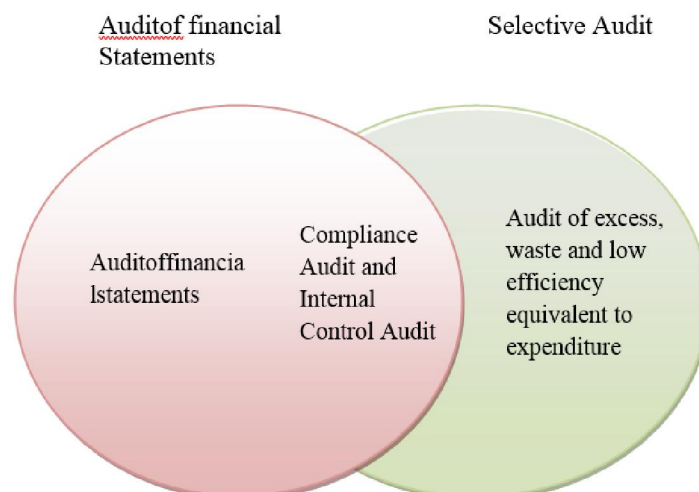 Auditof financial
Statements
Selective Audit
Auditoffinancia
lstatements
Compliance
Audit and
Internal
Control Audit
Audit of excess,
waste and low
efficiency
equivalent to
expenditure